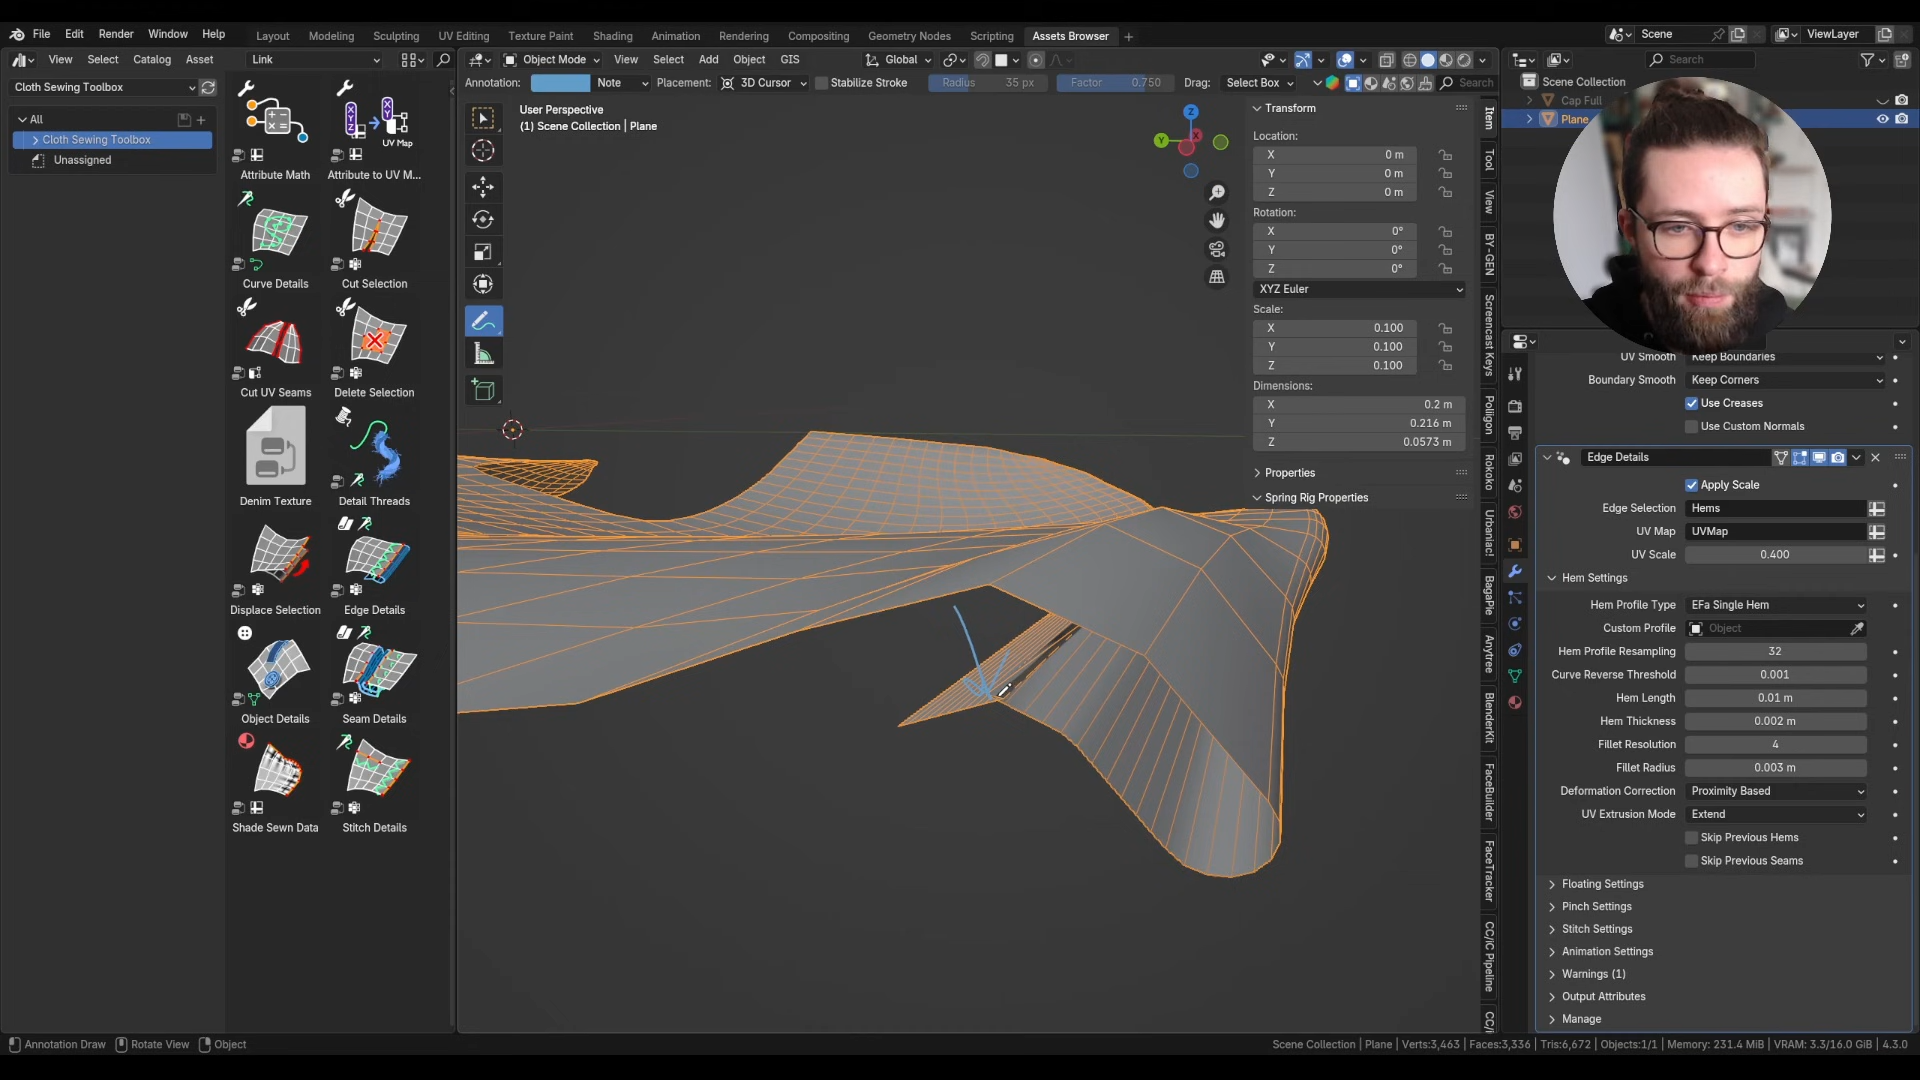 File Edit Render Window Help
Layout Modeling Sculpting UV Editing Texture Paint Shading Animation Rendering Compositing Geometry Nodes Scripting Assets Browser +
Scene ViewLayer
View Select Catalog Asset Link
Object Mode View Select Add Object GIS Global
Search
Cloth Sewing Toolbox
Annotation: Note Placement: 3D Cursor Stabilize Stroke Radius 35 px Factor 0.750 Drag: Select Box Search
Scene Collection
Cap Full
Plane
All
Cloth Sewing Toolbox
Unassigned
UV Map
Attribute Math Attribute to UV M...
Curve Details Cut Selection
Cut UV Seams Delete Selection
Denim Texture Detail Threads
Displace Selection Edge Details
Object Details Seam Details
Shade Sewn Data Stitch Details
User Perspective
(1) Scene Collection | Plane
Z
Y
X
Transform
Location:
X 0 m
Y 0 m
Z 0 m
Rotation:
X 0°
Y 0°
Z 0°
XYZ Euler
Scale:
X 0.100
Y 0.100
Z 0.100
Dimensions:
X 0.2 m
Y 0.216 m
Z 0.0573 m
Properties
Spring Rig Properties
Item
Tool
View
BY-GEN
Screencast Keys
Poliigon
Rokoko
Urbaniac!
BagaPie
Anytree
BlenderKit
FaceBuilder
FaceTracker
CC/iC Pipeline
CC/i
UV Smooth Keep Boundaries
Boundary Smooth Keep Corners
Use Creases
Use Custom Normals
Edge Details
Apply Scale
Edge Selection Hems
UV Map UVMap
UV Scale 0.400
Hem Settings
Hem Profile Type EFa Single Hem
Custom Profile Object
Hem Profile Resampling 32
Curve Reverse Threshold 0.001
Hem Length 0.01 m
Hem Thickness 0.002 m
Fillet Resolution 4
Fillet Radius 0.003 m
Deformation Correction Proximity Based
UV Extrusion Mode Extend
Skip Previous Hems
Skip Previous Seams
Floating Settings
Pinch Settings
Stitch Settings
Animation Settings
Warnings (1)
Output Attributes
Manage
Annotation Draw Rotate View Object
Scene Collection | Plane | Verts:3,463 | Faces:3,336 | Tris:6,672 | Objects:1/1 | Memory: 231.4 MiB | VRAM: 3.3/16.0 GiB | 4.3.0